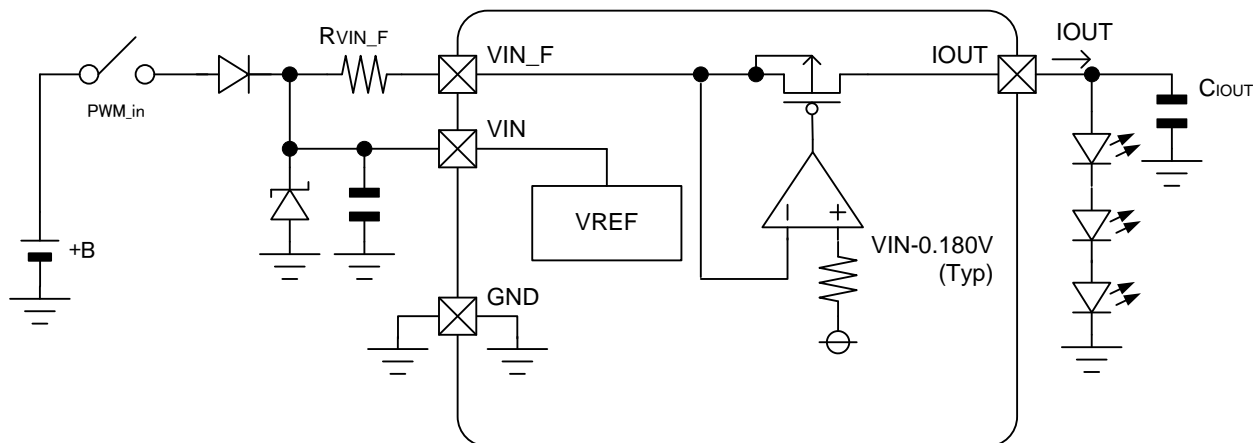 RVIN_F
VIN_F
IOUT
IOUT
CIOUT
PWM_in
VIN
VREF
VIN-0.180V
(Typ)
+B
GND